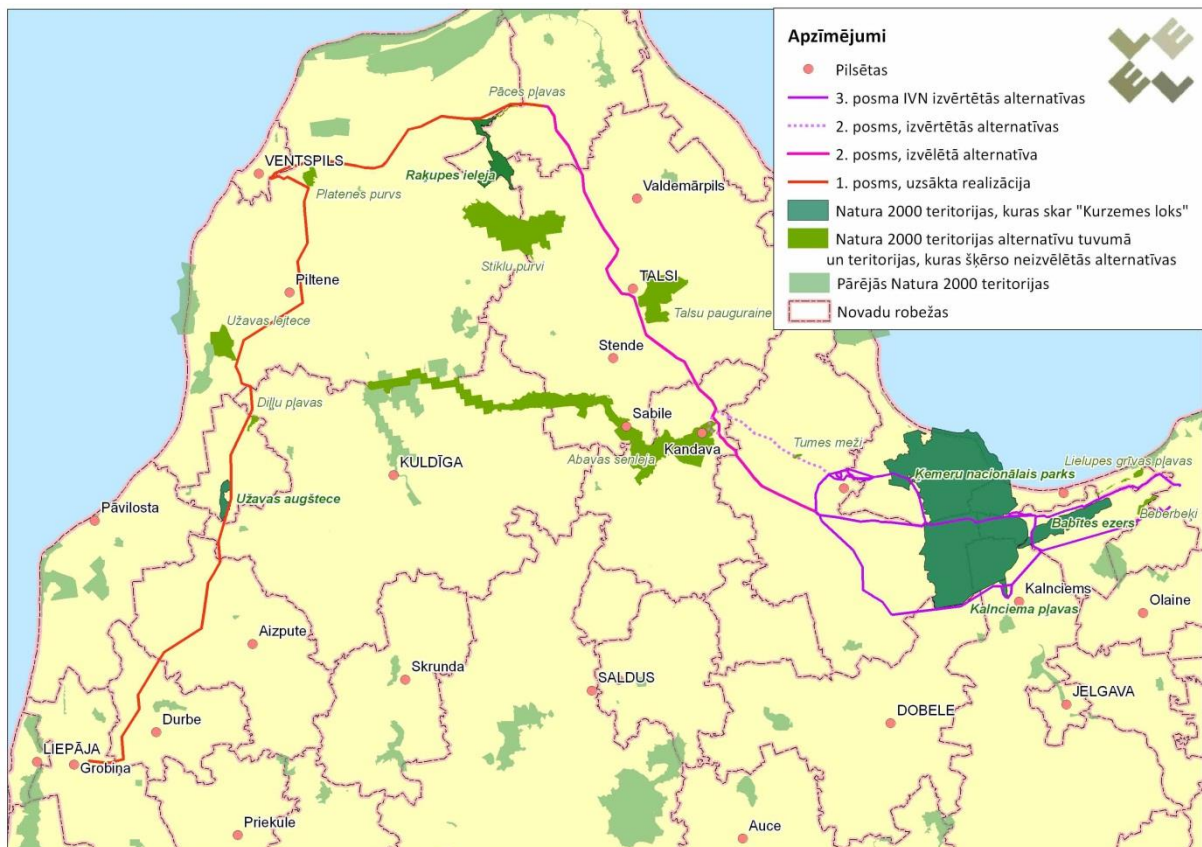 Apzīmējumi
Pilsētas
3. posma IVN izvērtētās alternatīvas
2. posms, izvērtētās alternatīvas
2. posms, izvēlētā alternatīva
1. posms, uzsākta realizācija
Natura 2000 teritorijas, kuras skar "Kurzemes loks"
Natura 2000 teritorijas alternatīvu tuvumā
un teritorijas, kuras šķērso neizvēlētās alternatīvas
Pārējās Natura 2000 teritorijas
Novadu robežas
Pāces pļavas
VENTSPILS
Raķupes ieleja
Platenes purvs
Valdemārpils
Stiklu purvi
Piltene
TALSI
Talsu pauguraine
Užavas lejtece
Stende
Diļļu pļavas
Sabile
Kandava
Abavas senleja
Tumes meži
KULDĪGA
Ķemeru nacionālais parks
Lielupes grīvas pļavas
Babītes ezers
Beberbeķi
Užavas augštece
Pāvilosta
Kalnciems
Kalnciema pļavas
Olaine
Aizpute
Skrunda
SALDUS
JELGAVA
DOBELE
Durbe
LIEPĀJA
Grobiņa
Priekule
Auce